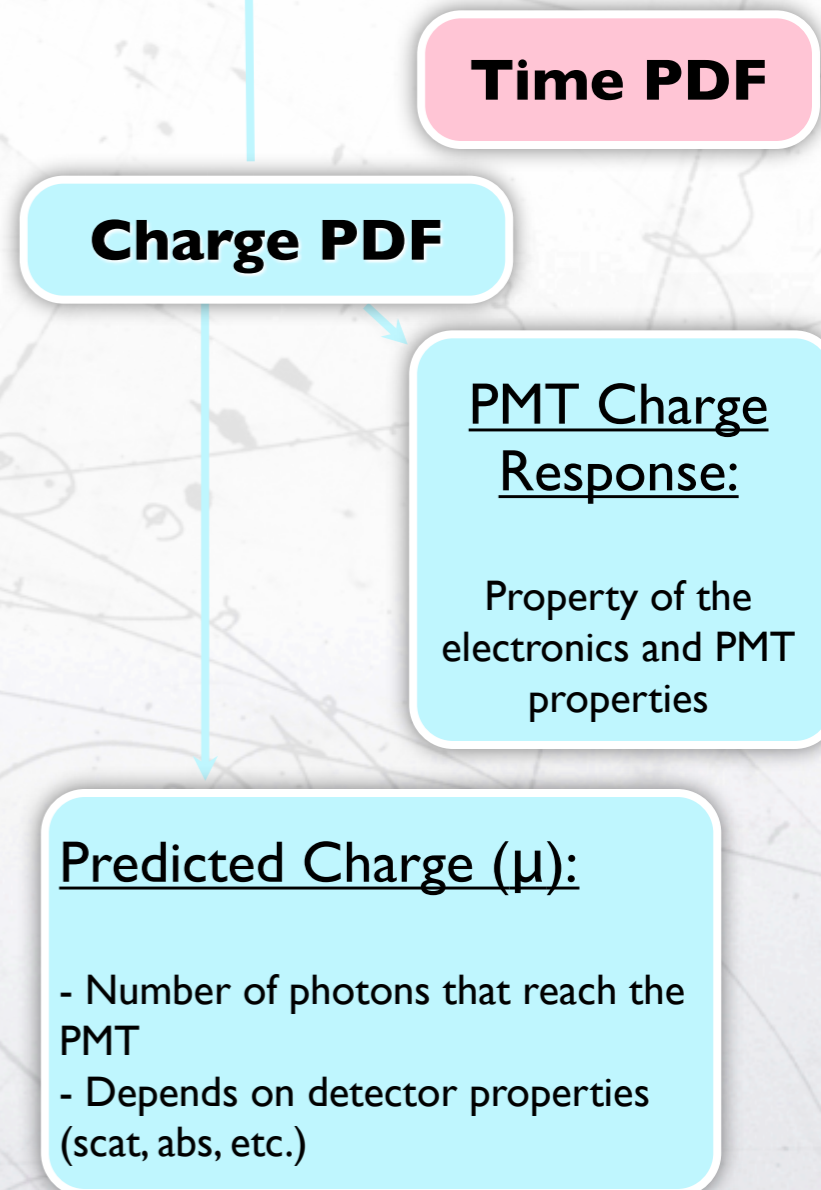 Time PDF
Charge PDF
PMT Charge
Response:
Property of the
electronics and PMT
properties
Predicted Charge (μ):
- Number of photons that reach the
PMT
- Depends on detector properties
(scat, abs, etc.)